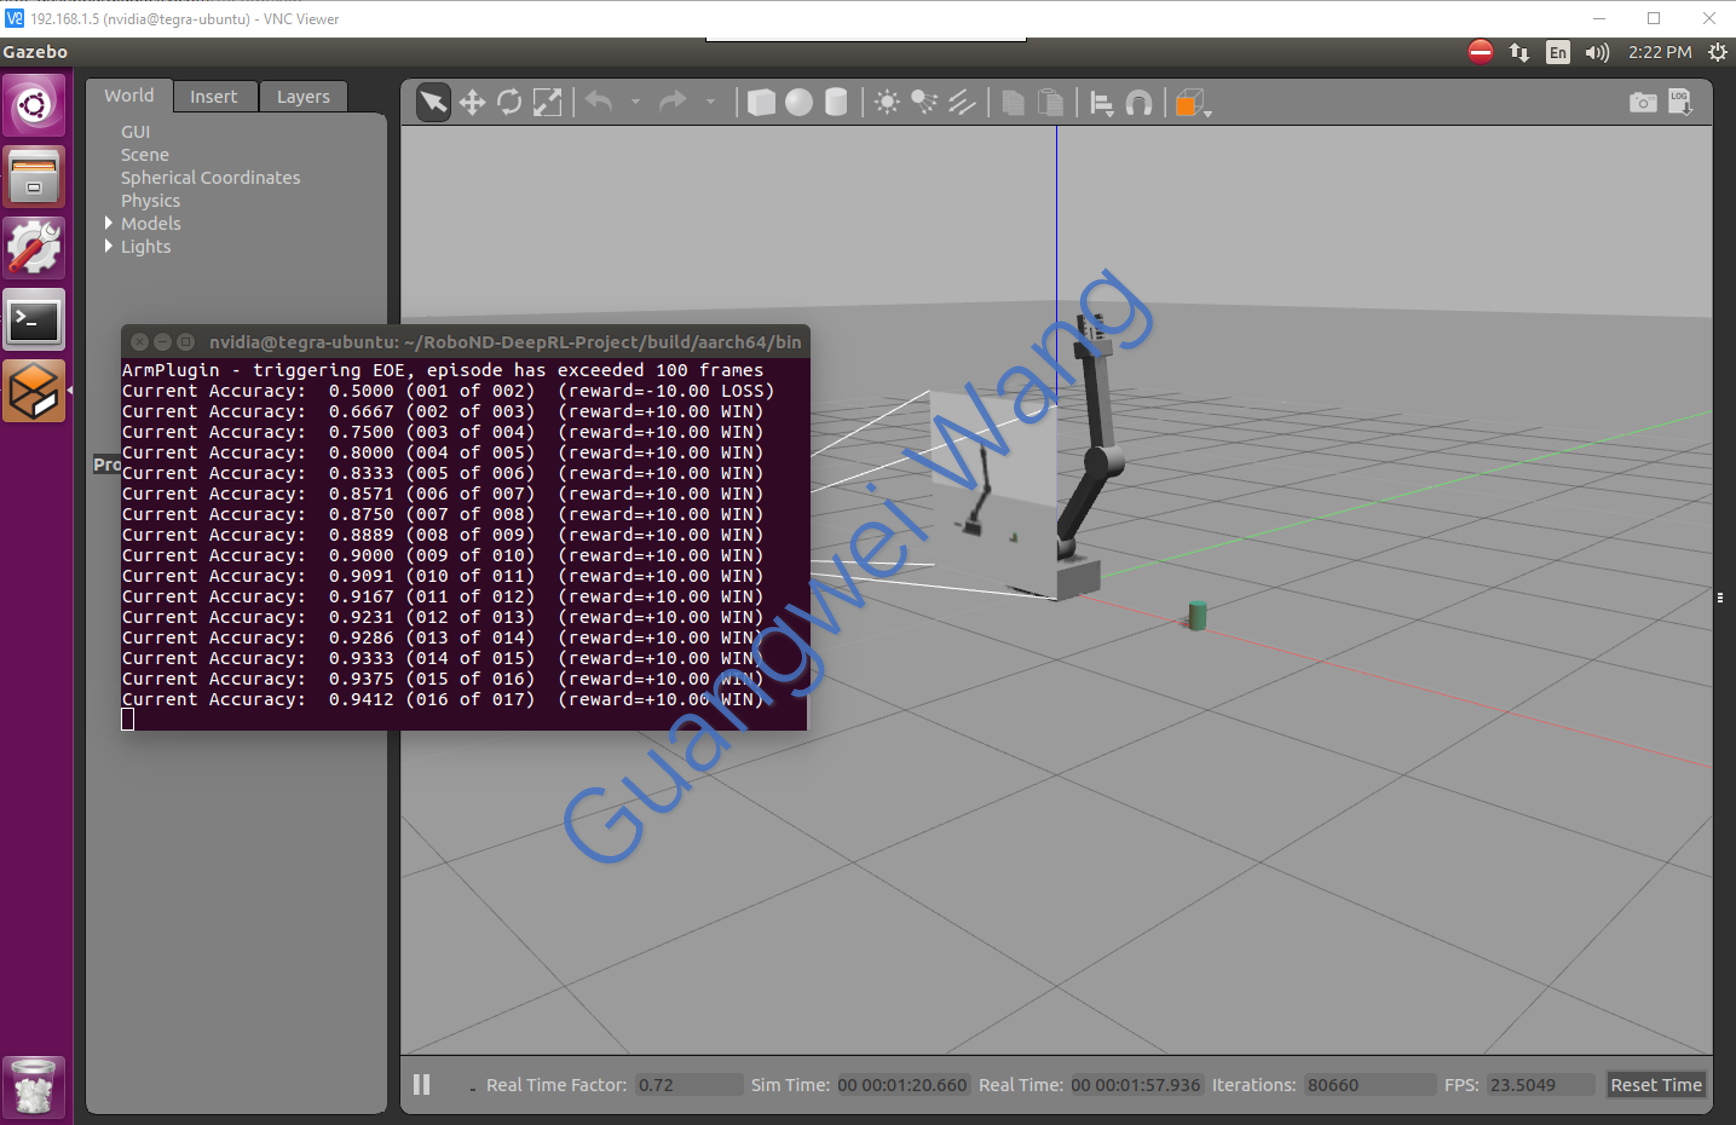 192.168.1.5 (nvidia@tegra-ubuntu) - VNC Viewer
Gazebo
En
2:22 PM
World
Insert
Layers
LOG
GUI
Scene
Spherical Coordinates
Physics
Models
Lights
Pro
nvidia@tegra-ubuntu: ~/RoboND-DeepRL-Project/build/aarch64/bin
ArmPlugin - triggering EOE, episode has exceeded 100 frames
Current Accuracy:  0.5000 (001 of 002)  (reward=-10.00 LOSS)
Current Accuracy:  0.6667 (002 of 003)  (reward=+10.00 WIN)
Current Accuracy:  0.7500 (003 of 004)  (reward=+10.00 WIN)
Current Accuracy:  0.8000 (004 of 005)  (reward=+10.00 WIN)
Current Accuracy:  0.8333 (005 of 006)  (reward=+10.00 WIN)
Current Accuracy:  0.8571 (006 of 007)  (reward=+10.00 WIN)
Current Accuracy:  0.8750 (007 of 008)  (reward=+10.00 WIN)
Current Accuracy:  0.8889 (008 of 009)  (reward=+10.00 WIN)
Current Accuracy:  0.9000 (009 of 010)  (reward=+10.00 WIN)
Current Accuracy:  0.9091 (010 of 011)  (reward=+10.00 WIN)
Current Accuracy:  0.9167 (011 of 012)  (reward=+10.00 WIN)
Current Accuracy:  0.9231 (012 of 013)  (reward=+10.00 WIN)
Current Accuracy:  0.9286 (013 of 014)  (reward=+10.00 WIN)
Current Accuracy:  0.9333 (014 of 015)  (reward=+10.00 WIN)
Current Accuracy:  0.9375 (015 of 016)  (reward=+10.00 WIN)
Current Accuracy:  0.9412 (016 of 017)  (reward=+10.00 WIN)
Guangwei Wang
Real Time Factor: 0.72 Sim Time: 00 00:01:20.660 Real Time: 00 00:01:57.936 Iterations: 80660 FPS: 23.5049 Reset Time